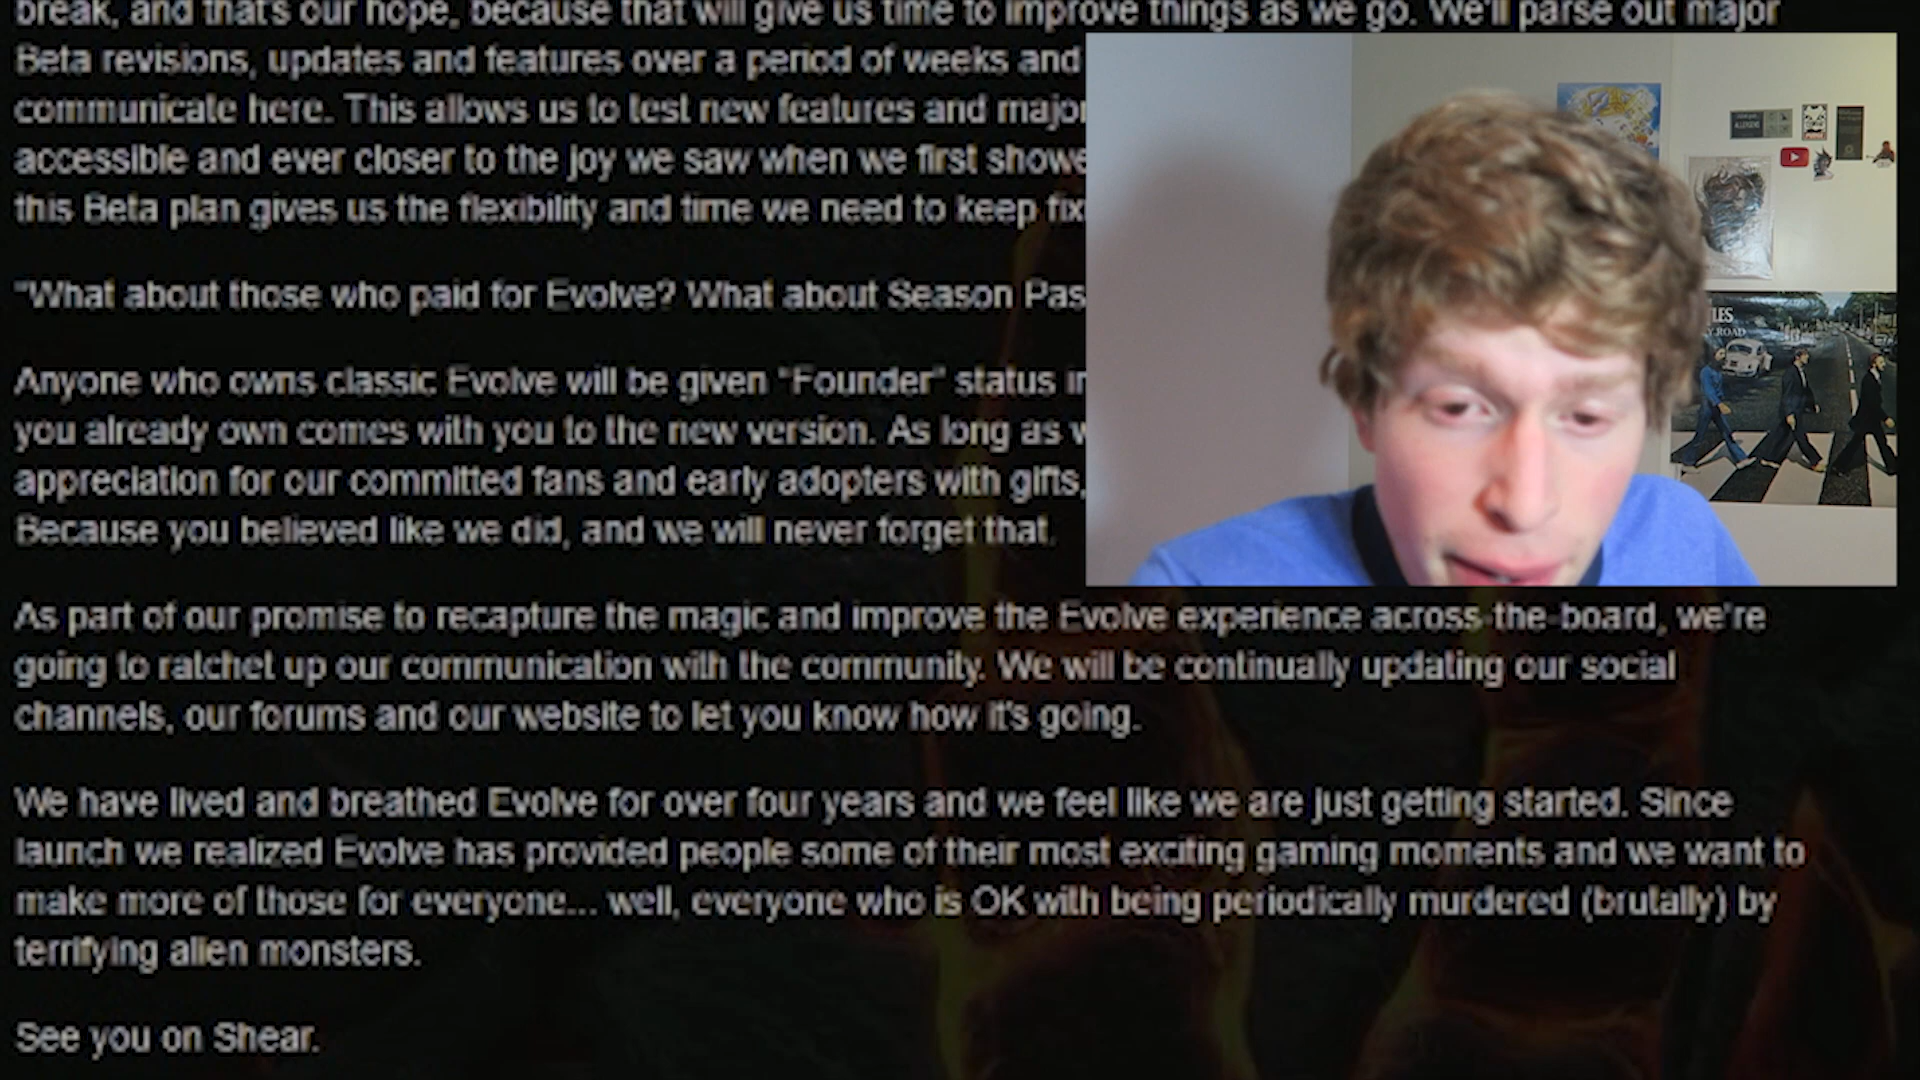 break, and that's our hope, because that will give us time to improve things as we go. We'll parse out major
Beta revisions, updates and features over a period of weeks and
communicate here. This allows us to test new features and major
accessible and ever closer to the joy we saw when we first showe
this Beta plan gives us the flexibility and time we need to keep fixi
"What about those who paid for Evolve? What about Season Pas
Anyone who owns classic Evolve will be given "Founder" status in
you already own comes with you to the new version. As long as w
appreciation for our committed fans and early adopters with gifts,
Because you believed like we did, and we will never forget that.
LES
Y ROAD
As part of our promise to recapture the magic and improve the Evolve experience across-the-board, we're
going to ratchet up our communication with the community. We will be continually updating our social
channels, our forums and our website to let you know how it's going.
We have lived and breathed Evolve for over four years and we feel like we are just getting started. Since
launch we realized Evolve has provided people some of their most exciting gaming moments and we want to
make more of those for everyone... well, everyone who is OK with being periodically murdered (brutally) by
terrifying alien monsters.
See you on Shear.